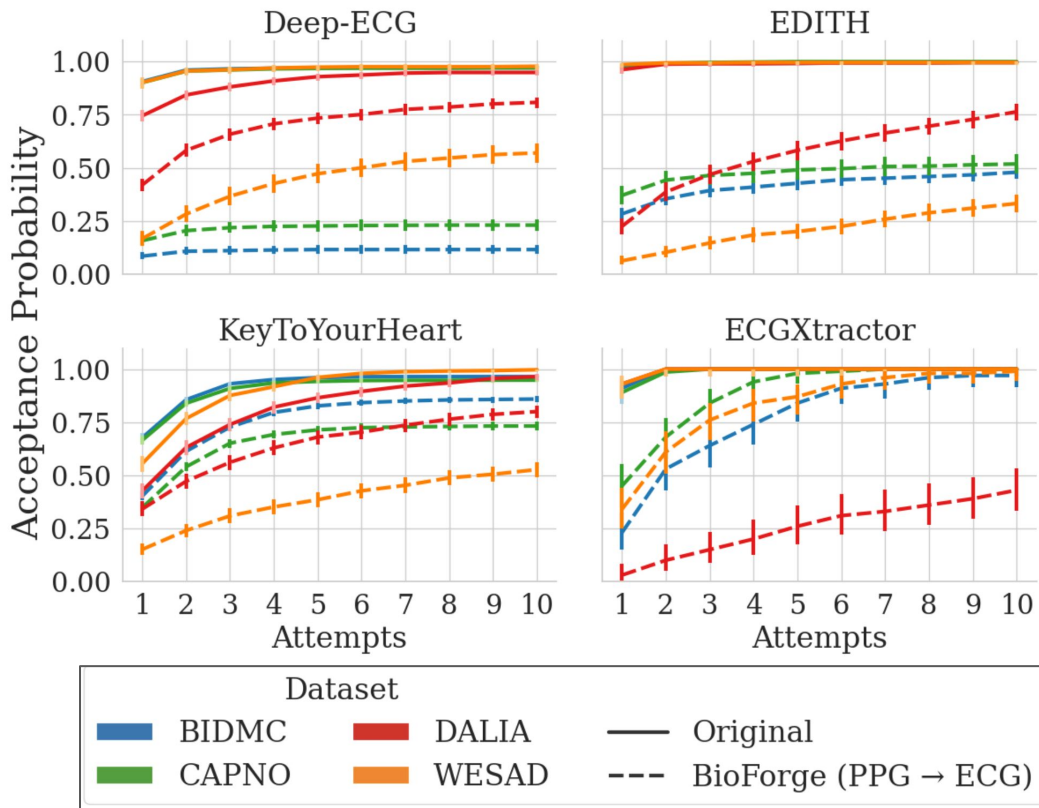 Deep-ECG
EDITH
1.00
0.75
0.50
0.25
0.00
Acceptance Probability
KeyToYourHeart
ECGXtractor
1.00
0.75
0.50
0.25
0.00
1 2 3 4 5 6 7 8 9 10
1 2 3 4 5 6 7 8 9 10
Attempts
Attempts
Dataset
BIDMC
DALIA
Original
CAPNO
WESAD
BioForge (PPG → ECG)